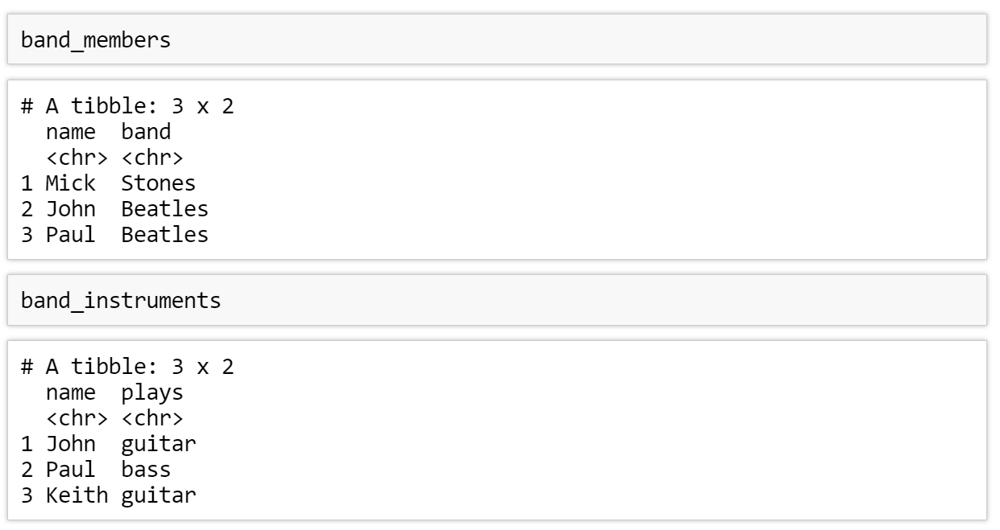 band_members
# A tibble: 3 x 2
  name  band
  <chr> <chr>
1 Mick  Stones
2 John  Beatles
3 Paul  Beatles
band_instruments
# A tibble: 3 x 2
  name  plays
  <chr> <chr>
1 John  guitar
2 Paul  bass
3 Keith guitar